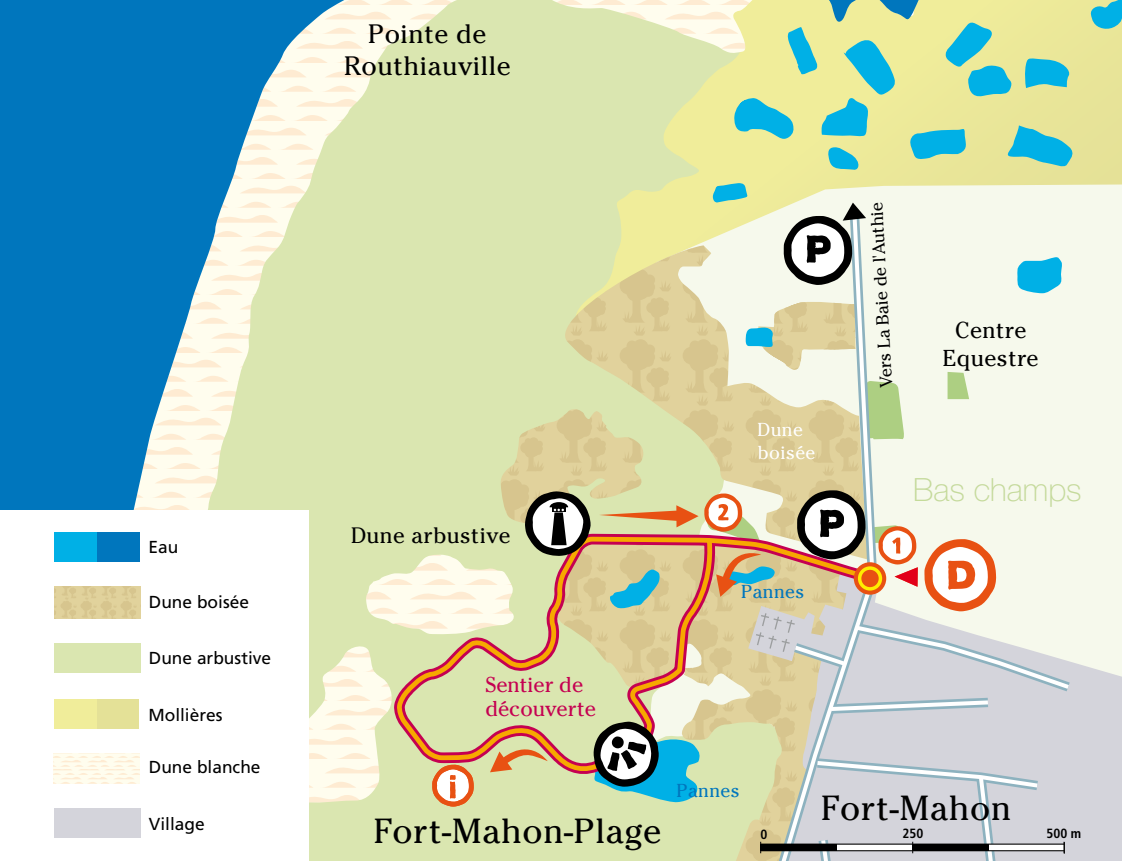 Pointe de
Routhiauville
P
Vers La Baie de l'Authie
Centre
Equestre
Dune
boisée
Bas champs
2
P
1
D
Dune arbustive
Pannes
Sentier de
découverte
i
Pannes
Fort-Mahon-Plage
Fort-Mahon
0 250 500 m
Eau
Dune boisée
Dune arbustive
Mollières
Dune blanche
Village